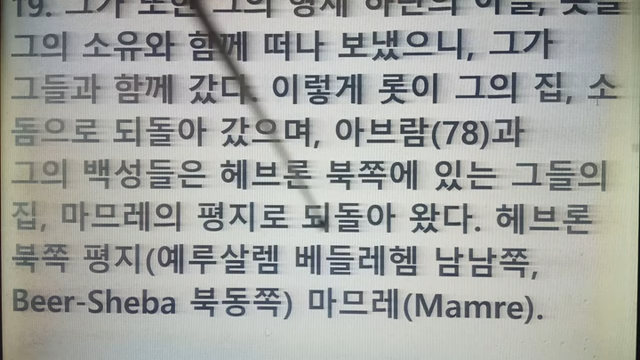 19. 그가 또한 그의 형제 하란의 아들, 롯을
그의 소유와 함께 떠나 보냈으니, 그가
그들과 함께 갔다. 이렇게 롯이 그의 집, 소
돔으로 되돌아 갔으며, 아브람(78)과
그의 백성들은 헤브론 북쪽에 있는 그들의
집, 마므레의 평지로 되돌아 왔다. 헤브론
북쪽 평지(예루살렘 베들레헴 남남쪽,
Beer-Sheba 북동쪽) 마므레(Mamre).